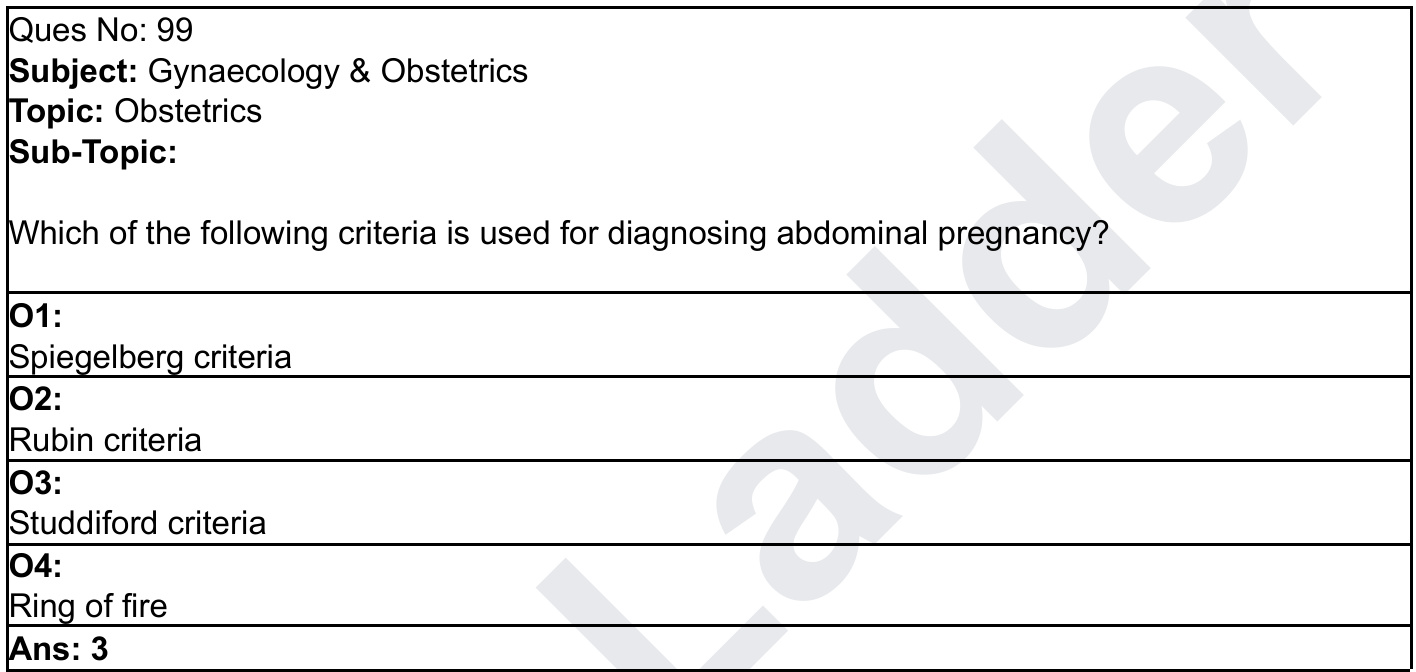 Ques No: 99
Subject: Gynaecology & Obstetrics
Topic: Obstetrics
Sub-Topic:
Which of the following criteria is used for diagnosing abdominal pregnancy?
O1:
Spiegelberg criteria
O2:
Rubin criteria
O3:
Studdiford criteria
O4:
Ring of fire
Ans: 3
Ladder